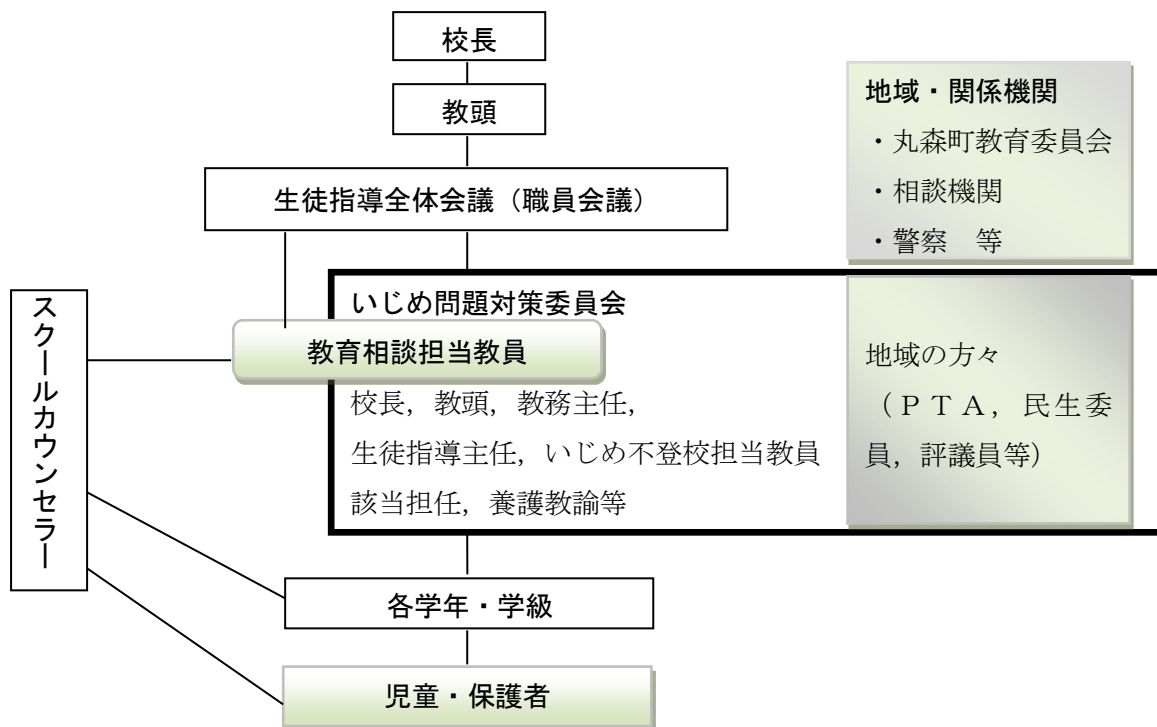 校長
教頭
生徒指導全体会議（職員会議）
地域・関係機関
・丸森町教育委員会
・相談機関
・警察　等
スクールカウンセラー
いじめ問題対策委員会
教育相談担当教員
校長，教頭，教務主任，
生徒指導主任，いじめ不登校担当教員
該当担任，養護教諭等
地域の方々
（ＰＴＡ，民生委
員，評議員等）
各学年・学級
児童・保護者